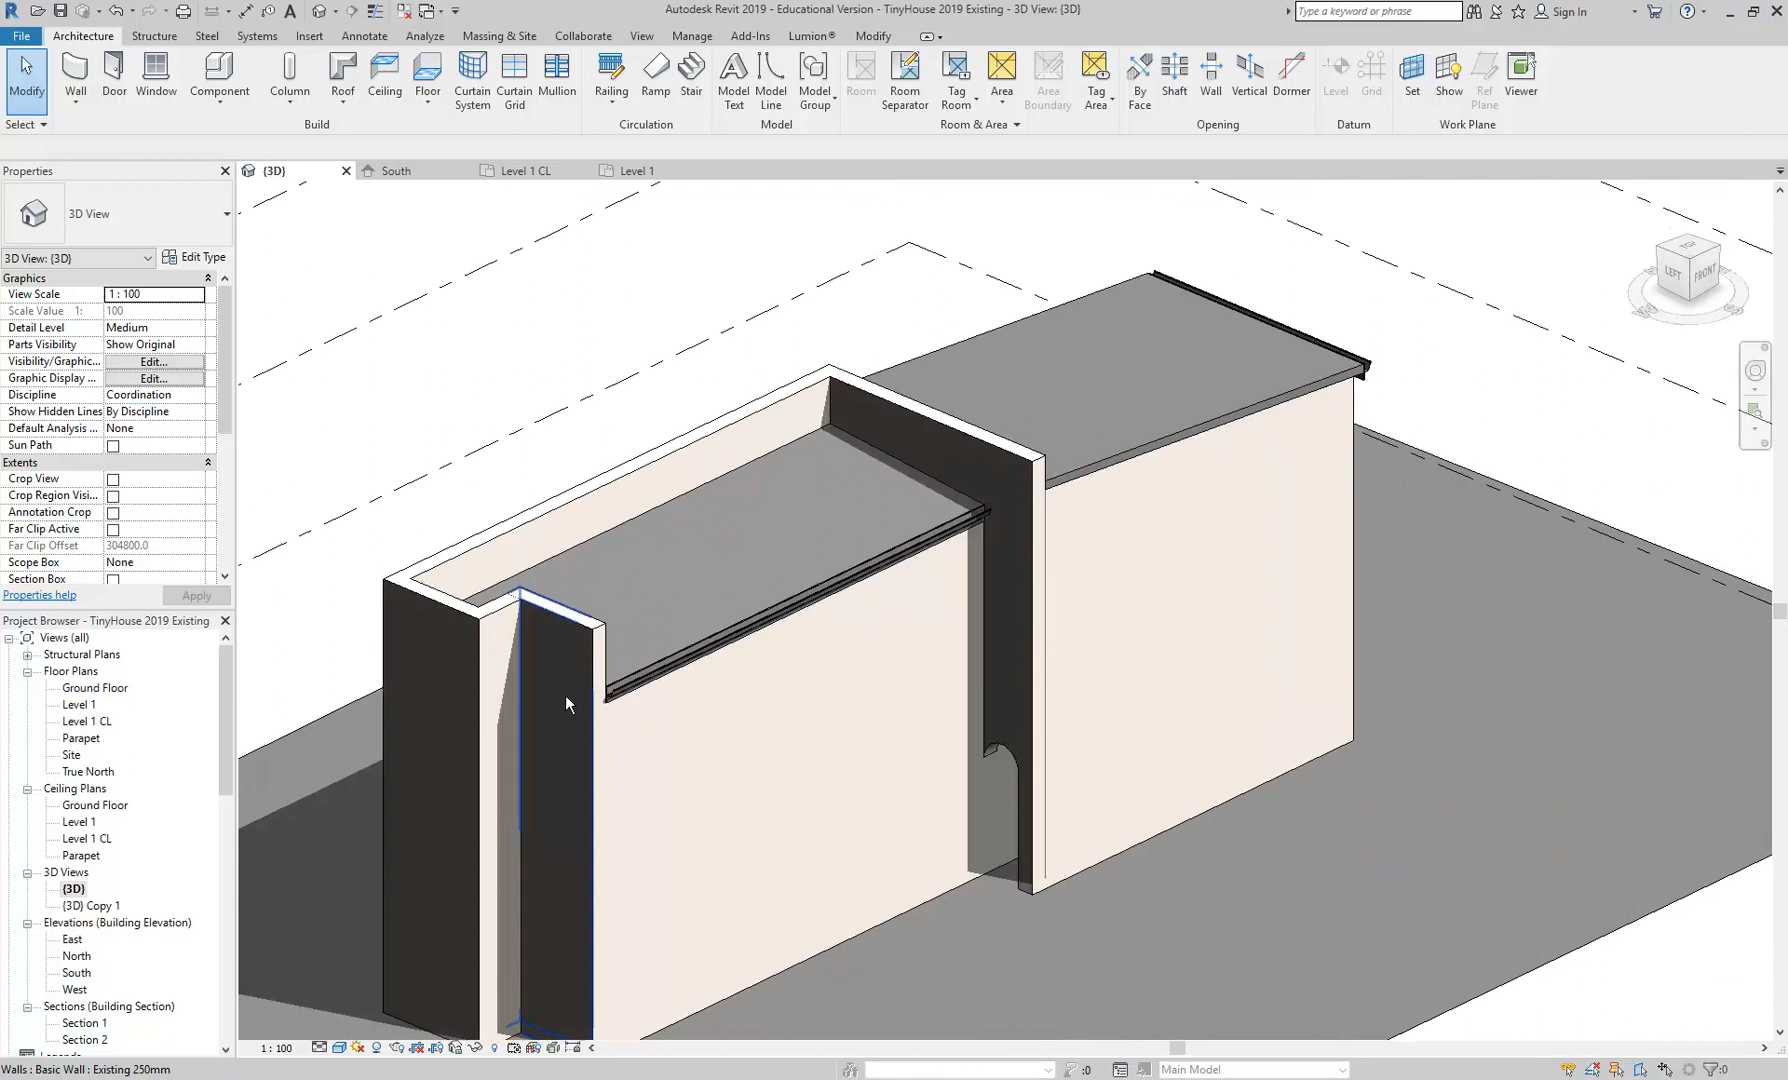 Autodesk Revit 2019 - Educational Version - TinyHouse 2019 Existing - 3D View: {3D}
Type a keyword or phrase
Sign In
File Architecture Structure Steel Systems Insert Annotate Analyze Massing & Site Collaborate View Manage Add-Ins Lumion® Modify
Modify Wall Door Window Component Column Roof Ceiling Floor Curtain System Curtain Grid Mullion Railing Ramp Stair Model Text Model Line Model Group Room Room Separator Tag Room Area Area Boundary Tag Area By Face Shaft Wall Vertical Dormer Level Grid Set Show Ref Plane Viewer
Select Build Circulation Model Room & Area Opening Datum Work Plane
Properties
{3D} South Level 1 CL Level 1
3D View
3D View: {3D} Edit Type
Graphics
View Scale 1 : 100
Scale Value 1: 100
Detail Level Medium
Parts Visibility Show Original
Visibility/Graphic... Edit...
Graphic Display ... Edit...
Discipline Coordination
Show Hidden Lines By Discipline
Default Analysis ... None
Sun Path
Extents
Crop View
Crop Region Visi...
Annotation Crop
Far Clip Active
Far Clip Offset 304800.0
Scope Box None
Section Box
Properties help Apply
Project Browser - TinyHouse 2019 Existing
Views (all)
Structural Plans
Floor Plans
Ground Floor
Level 1
Level 1 CL
Parapet
Site
True North
Ceiling Plans
Ground Floor
Level 1
Level 1 CL
Parapet
3D Views
{3D}
{3D} Copy 1
Elevations (Building Elevation)
East
North
South
West
Sections (Building Section)
Section 1
Section 2
TOP
LEFT FRONT
1 : 100
Walls : Basic Wall : Existing 250mm
:0
Main Model
:0